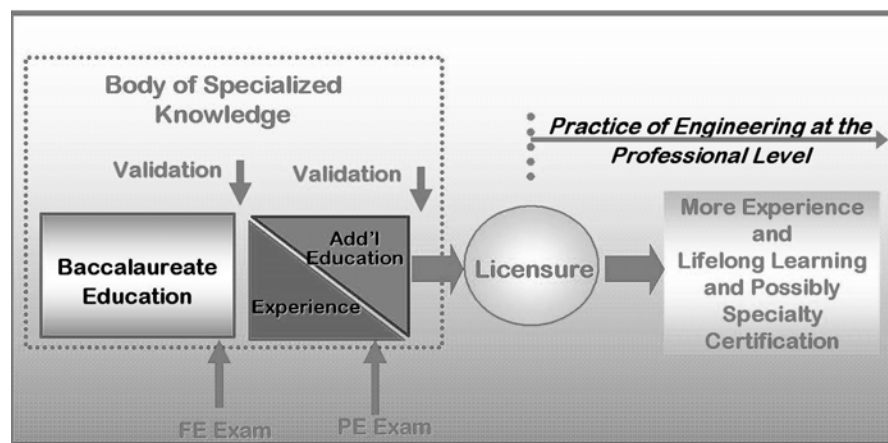 Body of Specialized
Knowledge
Practice of Engineering at the
Professional Level
Validation
Validation
Baccalaureate
Education
Add'l
Education
Experience
Licensure
More Experience
and
Lifelong Learning
and Possibly
Specialty
Certification
FE Exam
PE Exam